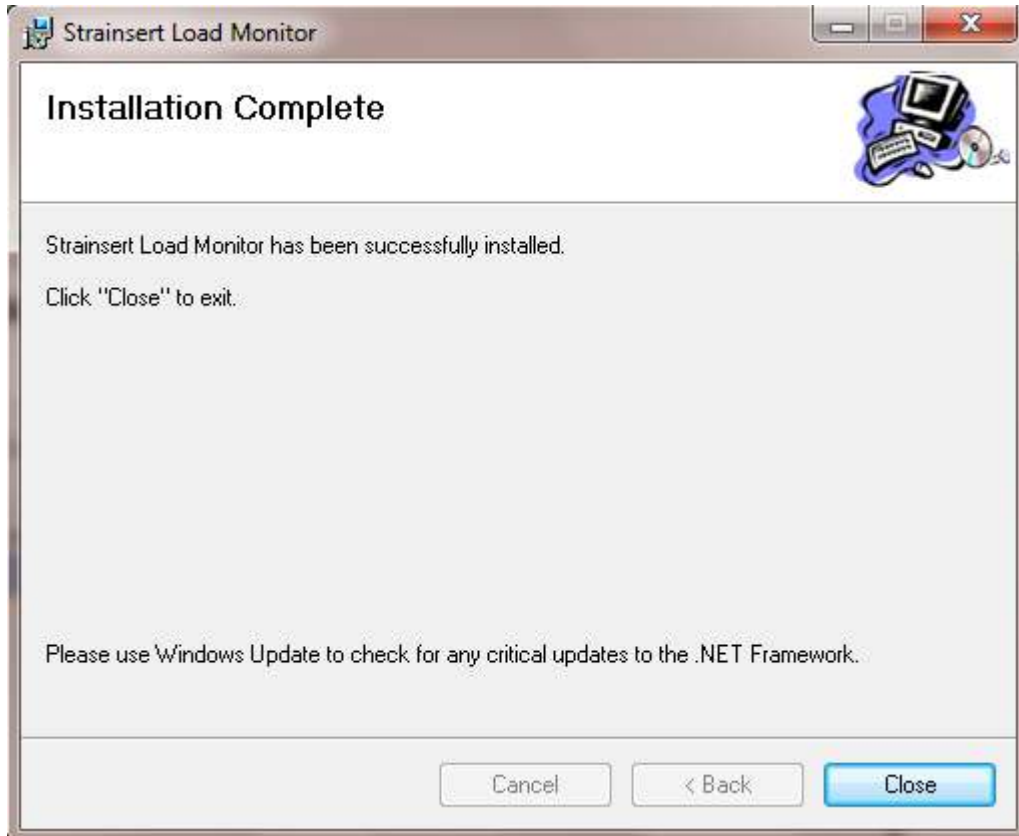 Strainsert Load Monitor
Installation Complete
Strainsert Load Monitor has been successfully installed.
Click "Close" to exit.
Please use Windows Update to check for any critical updates to the .NET Framework.
Cancel
< Back
Close